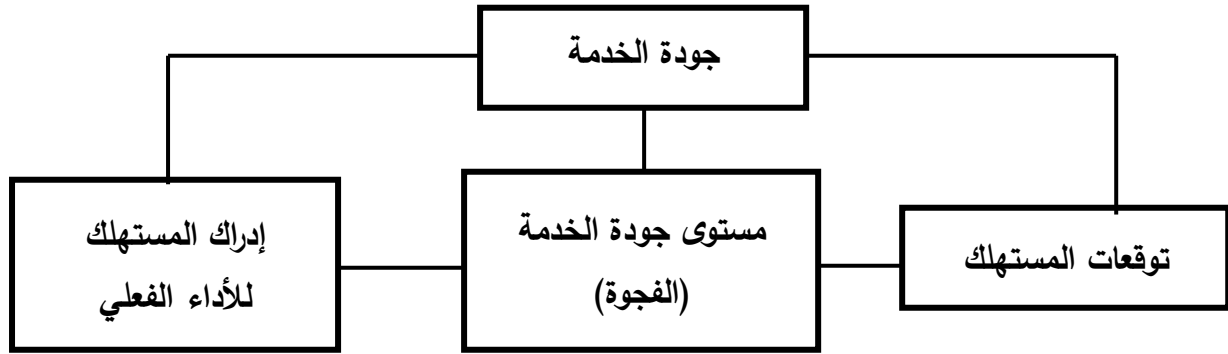 جودة الخدمة
توقعات المستهلك
مستوى جودة الخدمة
(الفجوة)
إدراك المستهلك
للأداء الفعلي